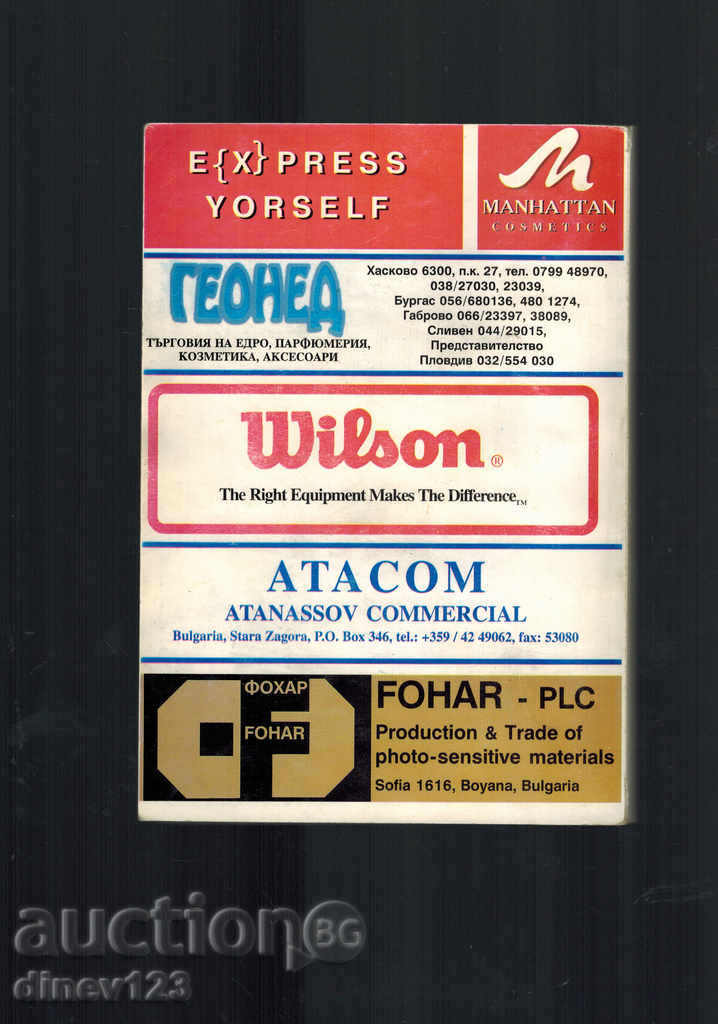 E{X}PRESS
YORSELF
MANHATTAN
COSMETICS
ГЕОНЕД
ТЪРГОВИЯ НА ЕДРО, ПАРФЮМЕРИЯ,
КОЗМЕТИКА, АКСЕСОАРИ
Хасково 6300, п.к. 27, тел. 0799 48970,
038/27030, 23039,
Бургас 056/680136, 480 1274,
Габрово 066/23397, 38089,
Сливен 044/29015,
Представителство
Пловдив 032/554 030
Wilson®
The Right Equipment Makes The Difference™
ATACOM
ATANASSOV COMMERCIAL
Bulgaria, Stara Zagora, P.O. Box 346, tel.: +359 / 42 49062, fax: 53080
ФОХАР
FOHAR
FOHAR - PLC
Production & Trade of
photo-sensitive materials
Sofia 1616, Boyana, Bulgaria
auction BG
dinev123